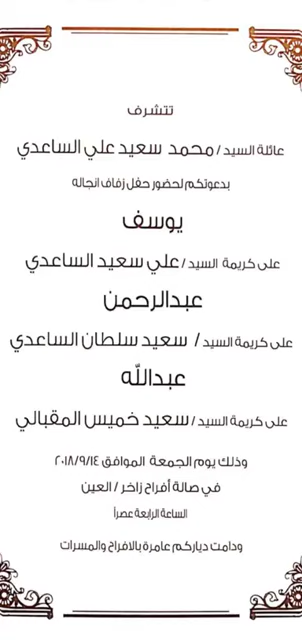 تتشرف
عائلة السيد / محمد سعيد علي الساعدي
بدعوتكم لحضور حفل زفاف انجاله
يوسف
على كريمة السيد / علي سعيد الساعدي
عبدالرحمن
على كريمة السيد / سعيد سلطان الساعدي
عبدالله
على كريمة السيد / سعيد خميس المقبالي
وذلك يوم الجمعة الموافق ٢٠١٨/٩/١٤
في صالة أفراح زاخر / العين
الساعة الرابعة عصراً
ودامت دياركم عامرة بالافراح والمسرات